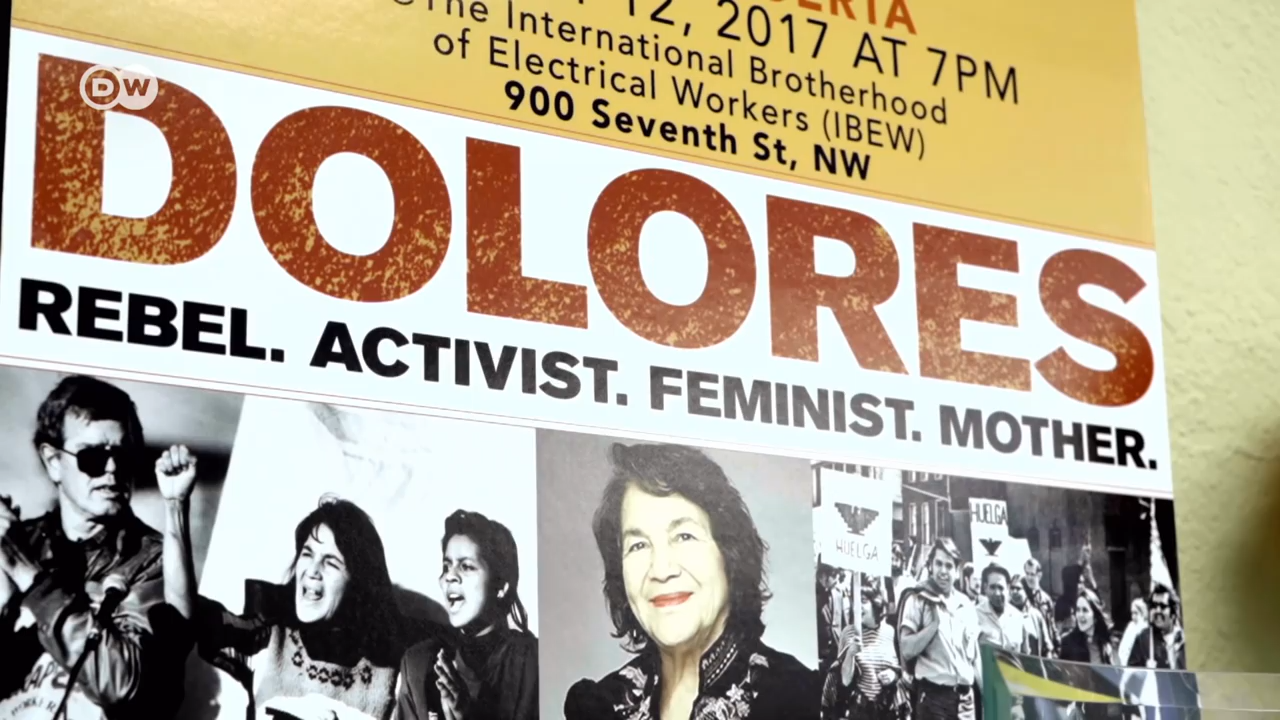 12, 2017 AT 7PM
The International Brotherhood
of Electrical Workers (IBEW)
900 Seventh St, NW
DW
DOLORES
REBEL. ACTIVIST. FEMINIST. MOTHER.
HUELGA
HUELGA